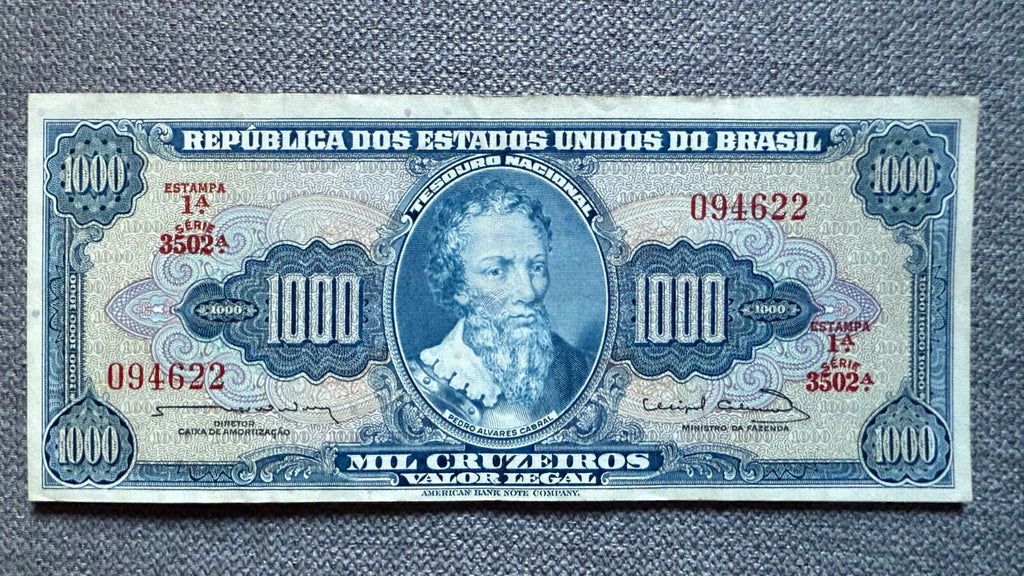 REPÚBLICA DOS ESTADOS UNIDOS DO BRASIL
TESOURO NACIONAL
1000
1000
ESTAMPA
1ª
SÉRIE
3502ª
094622
1000
1000
1000
1000
ESTAMPA
1ª
SÉRIE
3502ª
094622
DIRETOR
CAIXA DE AMORTIZAÇÃO
PEDRO ALVARES CABRAL
MINISTRO DA FAZENDA
1000
1000
MIL CRUZEIROS
VALOR LEGAL
AMERICAN BANK NOTE COMPANY.